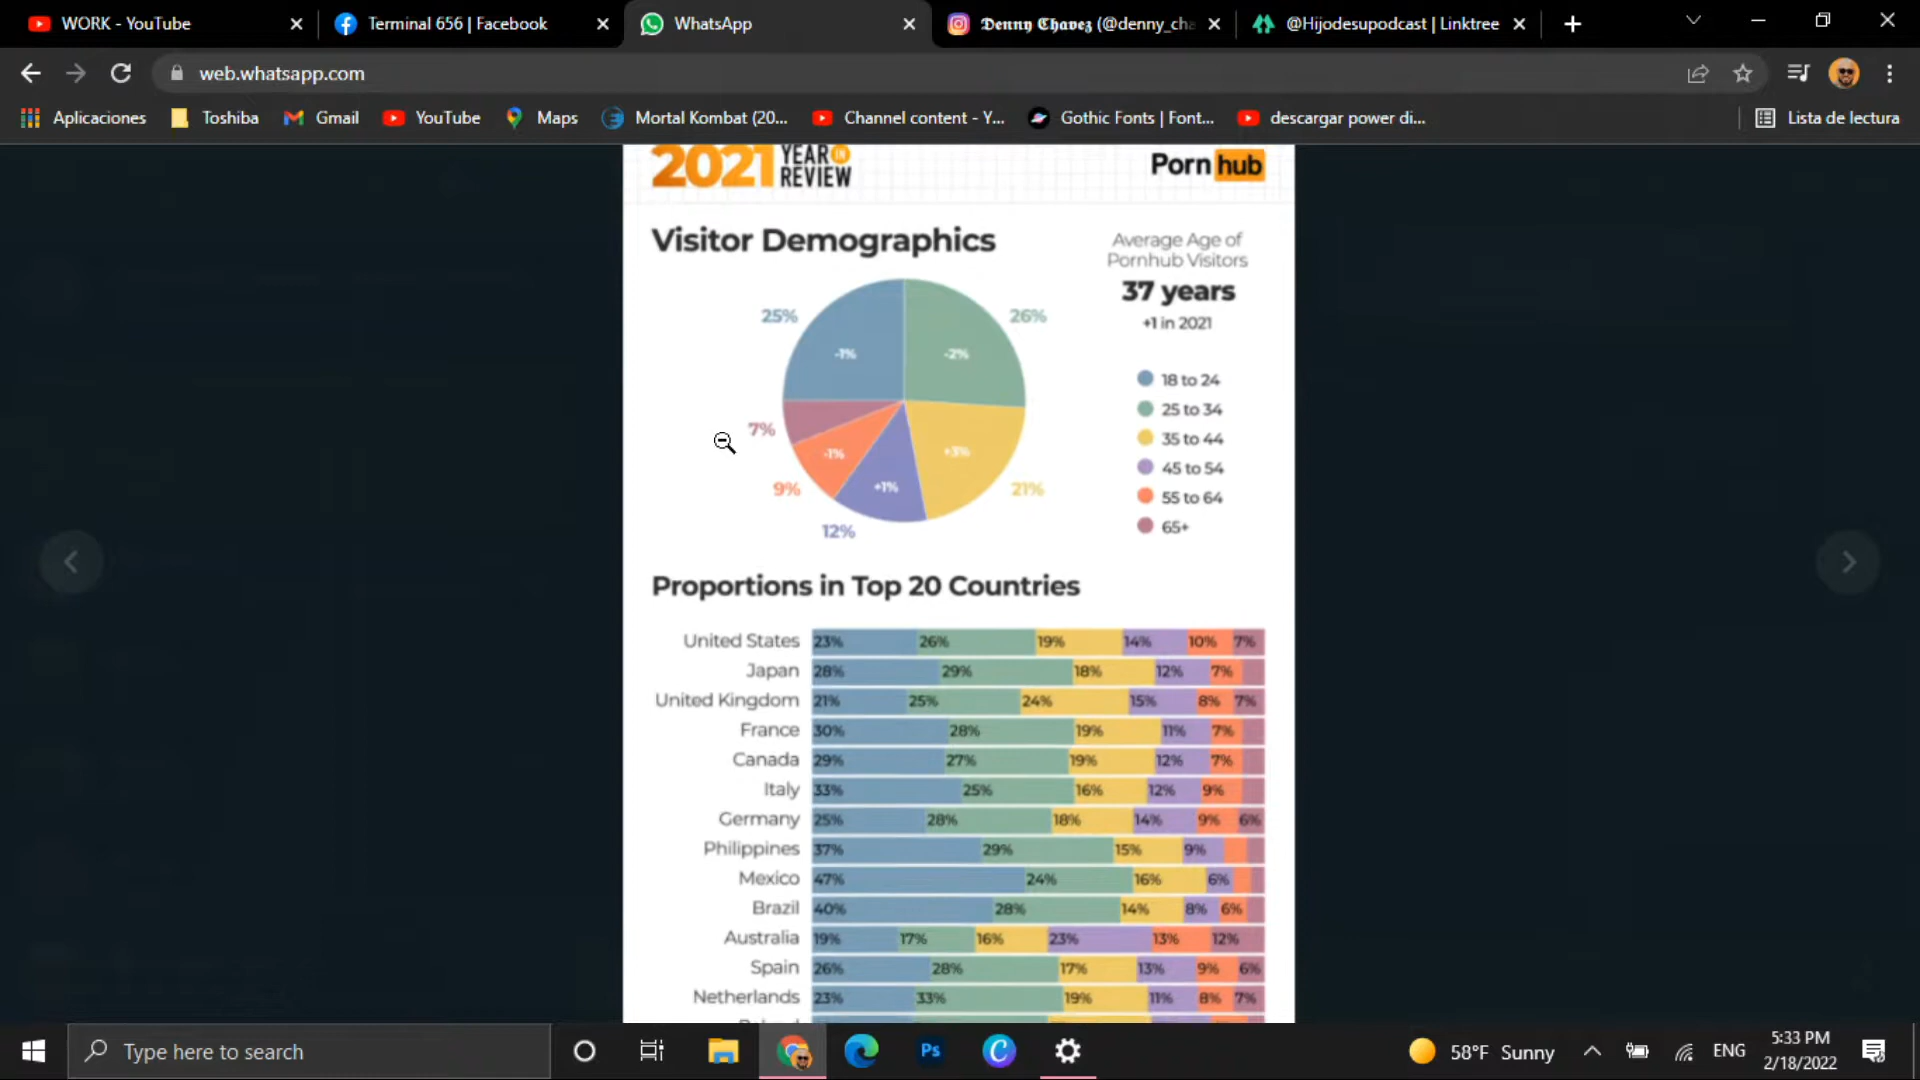 WORK - YouTube
Terminal 656 | Facebook
WhatsApp
𝕯𝖊𝖓𝖓𝖞 𝕮𝖍𝖆𝖛𝖊𝖟 (@denny_cha
@Hijodesupodcast | Linktree
web.whatsapp.com
Aplicaciones
Toshiba
Gmail
YouTube
Maps
Mortal Kombat (20...
Channel content - Y...
Gothic Fonts | Font...
descargar power di...
Lista de lectura
2021 YEAR IN REVIEW
Porn hub
Visitor Demographics
Average Age of
Pornhub Visitors
37 years
+1 in 2021
25%
26%
-1%
-2%
7%
-1%
+3%
9%
+1%
21%
12%
18 to 24
25 to 34
35 to 44
45 to 54
55 to 64
65+
Proportions in Top 20 Countries
United States 23% 26% 19% 14% 10% 7%
Japan 28% 29% 18% 12% 7%
United Kingdom 21% 25% 24% 15% 8% 7%
France 30% 28% 19% 11% 7%
Canada 29% 27% 19% 12% 7%
Italy 33% 25% 16% 12% 9%
Germany 25% 28% 18% 14% 9% 6%
Philippines 37% 29% 15% 9%
Mexico 47% 24% 16% 6%
Brazil 40% 28% 14% 8% 6%
Australia 19% 17% 16% 23% 13% 12%
Spain 26% 28% 17% 13% 9% 6%
Netherlands 23% 33% 19% 11% 8% 7%
Type here to search
Ps
58°F Sunny
ENG
5:33 PM
2/18/2022